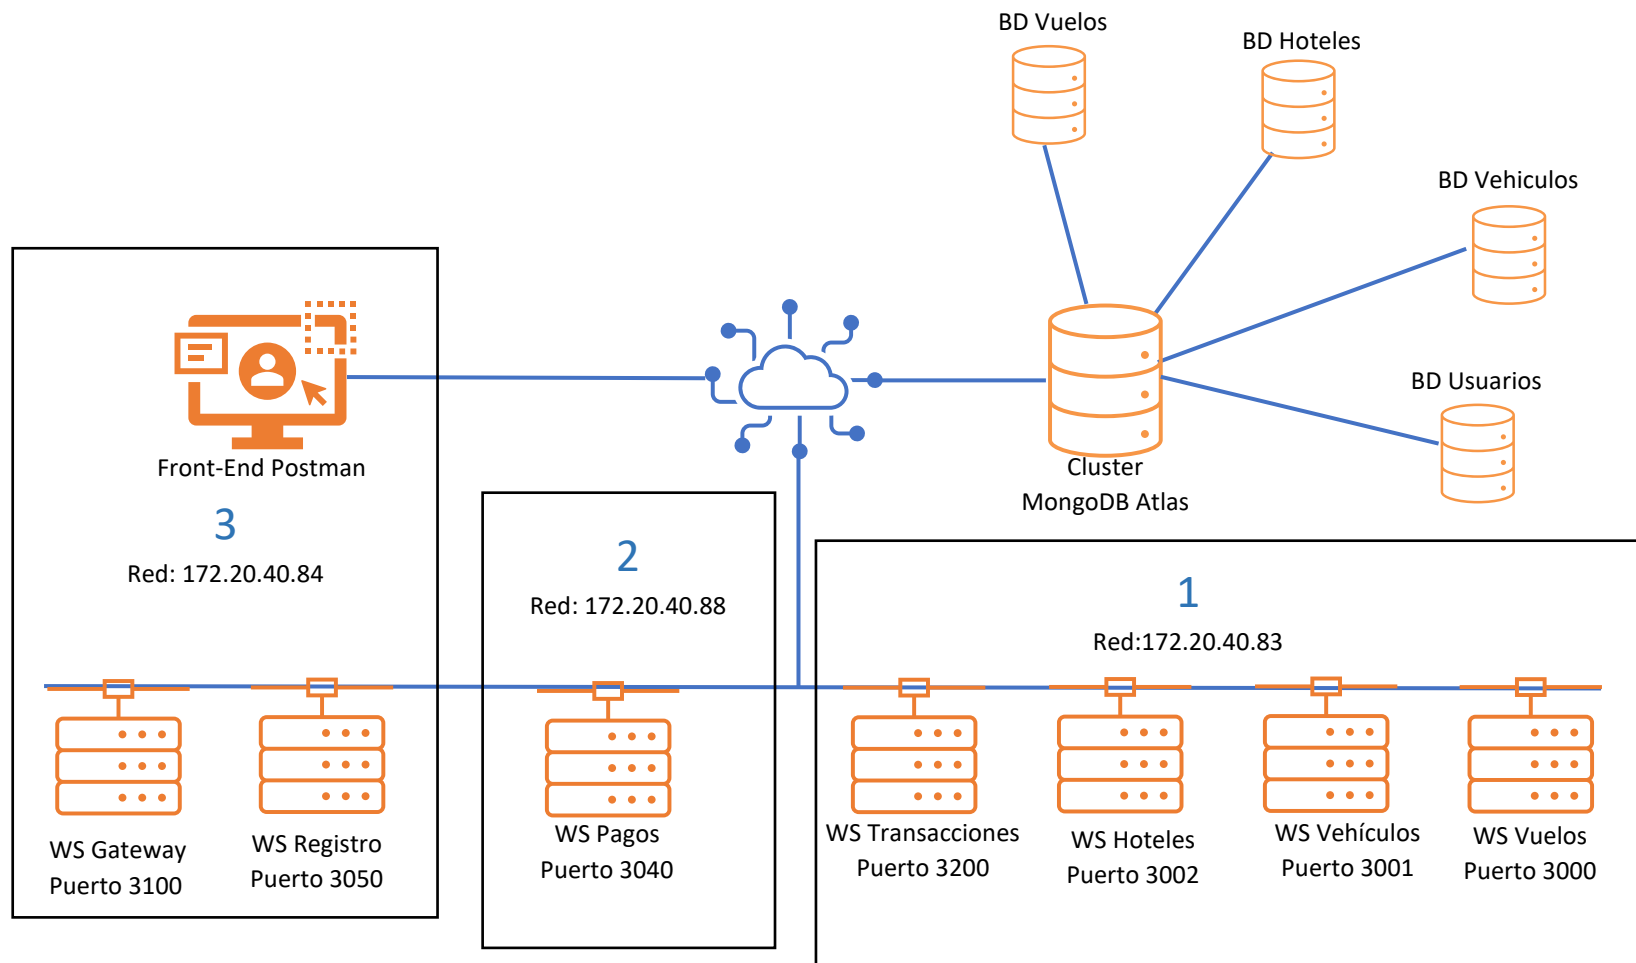 BD Vuelos
BD Hoteles
BD Vehiculos
BD Usuarios
Cluster
MongoDB Atlas
Front-End Postman
3
Red: 172.20.40.84
2
Red: 172.20.40.88
1
Red:172.20.40.83
WS Gateway
Puerto 3100
WS Registro
Puerto 3050
WS Pagos
Puerto 3040
WS Transacciones
Puerto 3200
WS Hoteles
Puerto 3002
WS Vehículos
Puerto 3001
WS Vuelos
Puerto 3000